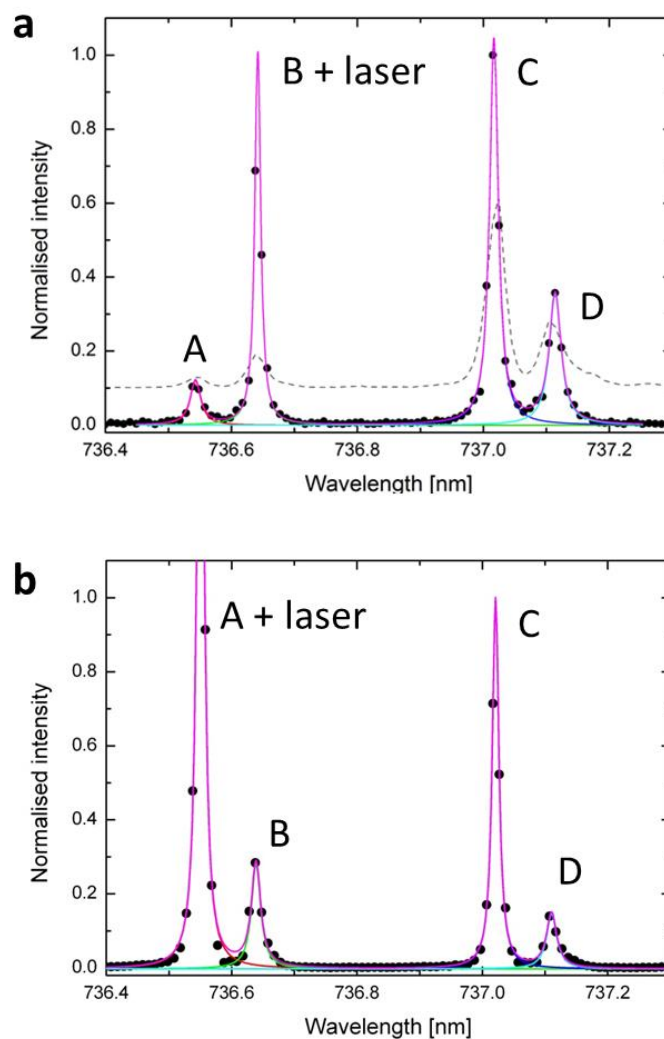 a
B + laser
C
A
D
Normalised intensity
1.0
0.8
0.6
0.4
0.2
0.0
736.4
736.6
736.8
737.0
737.2
Wavelength [nm]
b
A + laser
C
B
D
Normalised intensity
1.0
0.8
0.6
0.4
0.2
0.0
736.4
736.6
736.8
737.0
737.2
Wavelength [nm]